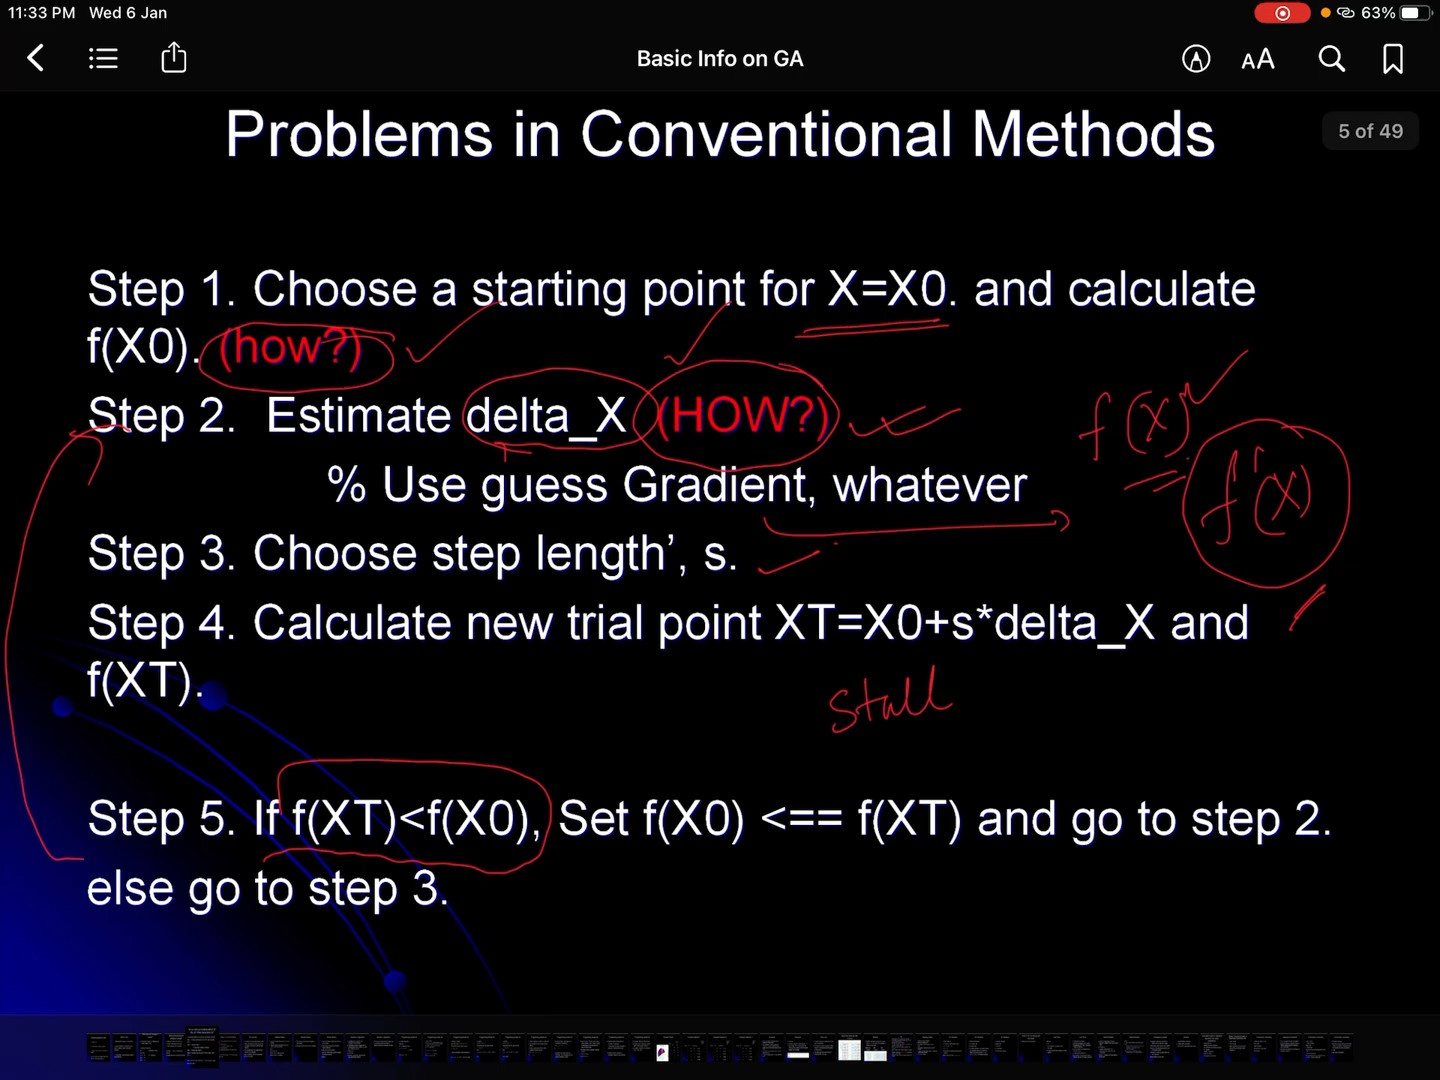 11:33 PM Wed 6 Jan
63%
Basic Info on GA
AA
Problems in Conventional Methods
5 of 49
Step 1. Choose a starting point for X=X0. and calculate
f(X0). (how?)
Step 2. Estimate delta_X (HOW?)
f(x)
% Use guess Gradient, whatever
f'(x)
Step 3. Choose step length’, s.
Step 4. Calculate new trial point XT=X0+s*delta_X and
f(XT).
Stall
Step 5. If f(XT)<f(X0), Set f(X0) <== f(XT) and go to step 2.
else go to step 3.